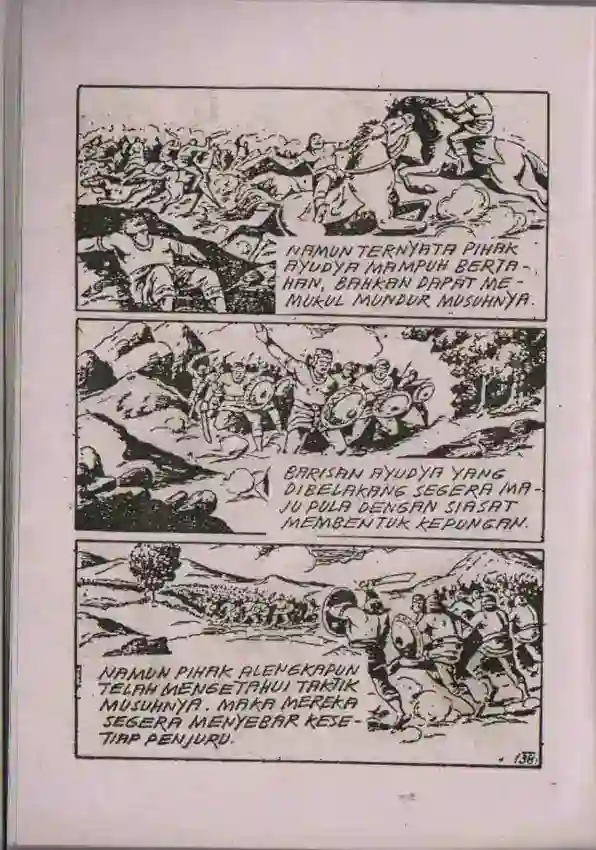 NAMUN TERNYATA PIHAK
AYUDYA MAMPUH BERTA-
HAN, BAHKAN DAPAT ME-
MUKUL MUNDUR MUSUHNYA.
BARISAN AYUDYA YANG
DIBELAKANG SEGERA MA-
JU PULA DENGAN SIASAT
MEMBENTUK KEPUNGAN.
NAMUN PIHAK ALENGKAPUN
TELAH MENGETAHUI TAKTIK
MUSUHNYA. MAKA MEREKA
SEGERA MENYEBAR KESE-
TIAP PENJURU.
138